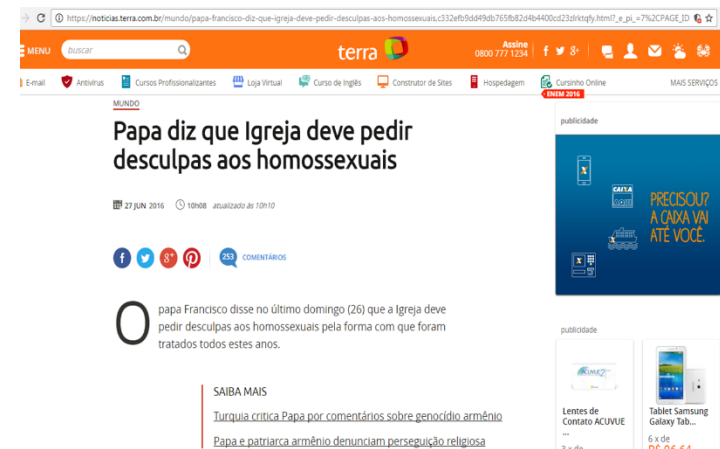 https://noticias.terra.com.br/mundo/papa-francisco-diz-que-igreja-deve-pedir-desculpas-aos-homossexuais,c332efb9dd49db765fb82d4b4400cd23zlrktqfy.html?_e_pi_=7%2CPAGE_ID
MENU buscar terra Assine
0800 777 1234
E-mail Antivírus Cursos Profissionalizantes Loja Virtual Curso de Inglês Construtor de Sites Hospedagem Cursinho Online MAIS SERVIÇOS
ENEM 2016
MUNDO
Papa diz que Igreja deve pedir
desculpas aos homossexuais
27 JUN 2016 10h08 atualizado às 10h10
253 COMENTÁRIOS
O papa Francisco disse no último domingo (26) que a Igreja deve
pedir desculpas aos homossexuais pela forma com que foram
tratados todos estes anos.
SAIBA MAIS
Turquia critica Papa por comentários sobre genocídio armênio
Papa e patriarca armênio denunciam perseguição religiosa
publicidade
CAIXA
PRECISOU?
A CAIXA VAI
ATÉ VOCÊ.
publicidade
Lentes de
Contato ACUVUE
...
3 x de
Tablet Samsung
Galaxy Tab...
6 x de
R$ 96,64